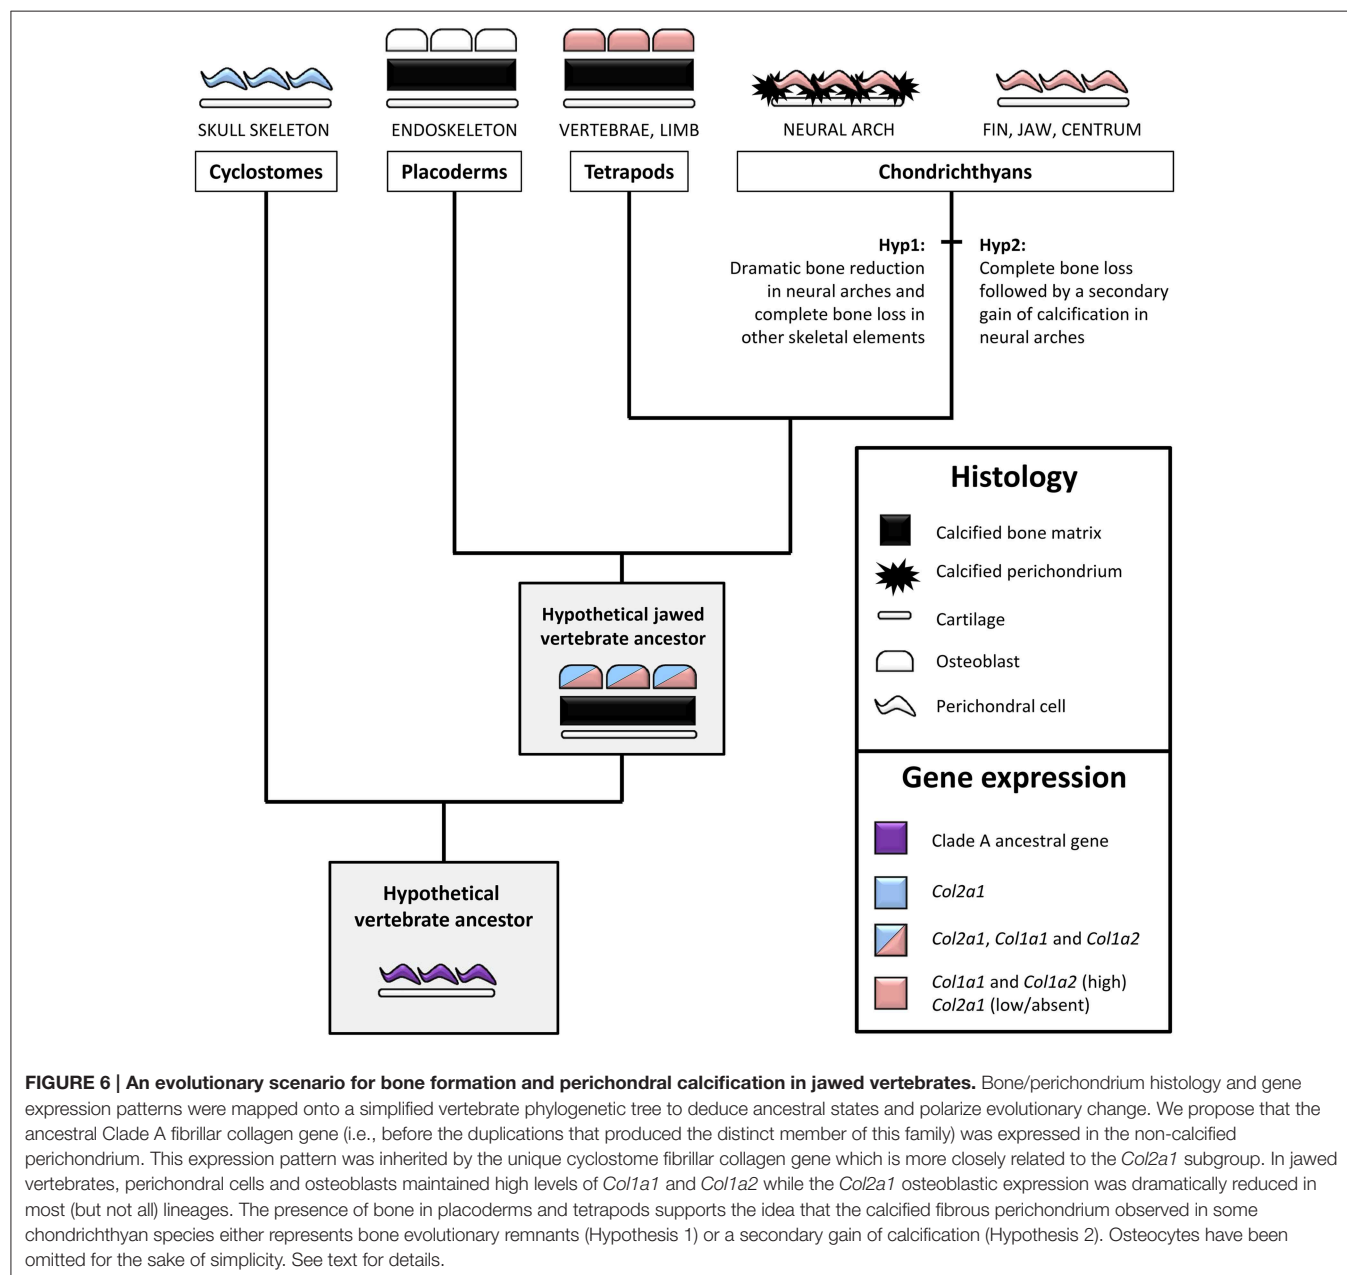 SKULL SKELETON
ENDOSKELETON
VERTEBRAE, LIMB
NEURAL ARCH
FIN, JAW, CENTRUM
Cyclostomes
Placoderms
Tetrapods
Chondrichthyans
Hyp1:
Dramatic bone reduction
in neural arches and
complete bone loss in
other skeletal elements
Hyp2:
Complete bone loss
followed by a secondary
gain of calcification in
neural arches
Hypothetical jawed
vertebrate ancestor
Hypothetical
vertebrate ancestor
Histology
Calcified bone matrix
Calcified perichondrium
Cartilage
Osteoblast
Perichondral cell
Gene expression
Clade A ancestral gene
Col2a1
Col2a1, Col1a1 and Col1a2
Col1a1 and Col1a2 (high)
Col2a1 (low/absent)
FIGURE 6 | An evolutionary scenario for bone formation and perichondral calcification in jawed vertebrates. Bone/perichondrium histology and gene
expression patterns were mapped onto a simplified vertebrate phylogenetic tree to deduce ancestral states and polarize evolutionary change. We propose that the
ancestral Clade A fibrillar collagen gene (i.e., before the duplications that produced the distinct member of this family) was expressed in the non-calcified
perichondrium. This expression pattern was inherited by the unique cyclostome fibrillar collagen gene which is more closely related to the Col2a1 subgroup. In jawed
vertebrates, perichondral cells and osteoblasts maintained high levels of Col1a1 and Col1a2 while the Col2a1 osteoblastic expression was dramatically reduced in
most (but not all) lineages. The presence of bone in placoderms and tetrapods supports the idea that the calcified fibrous perichondrium observed in some
chondrichthyan species either represents bone evolutionary remnants (Hypothesis 1) or a secondary gain of calcification (Hypothesis 2). Osteocytes have been
omitted for the sake of simplicity. See text for details.